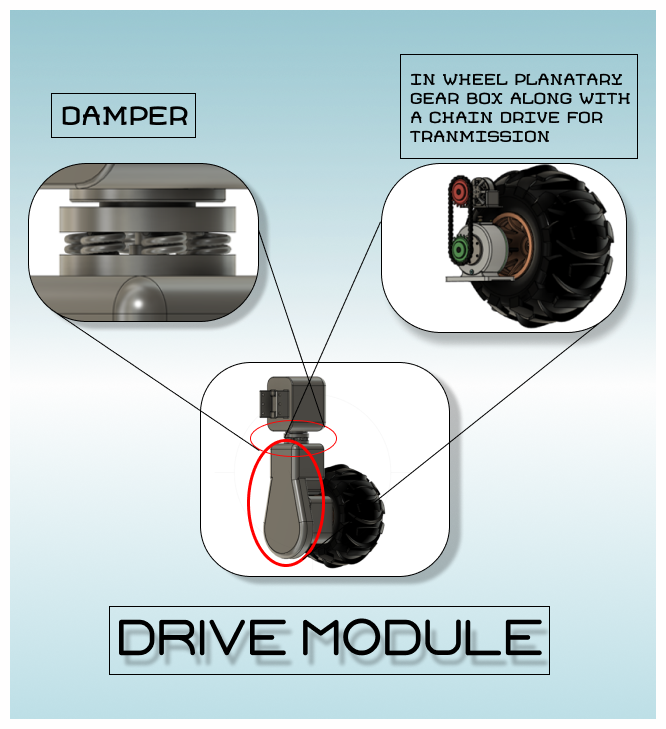 DAMPER
IN WHEEL PLANATARY
GEAR BOX ALONG WITH
A CHAIN DRIVE FOR
TRANMISSION
DRIVE MODULE